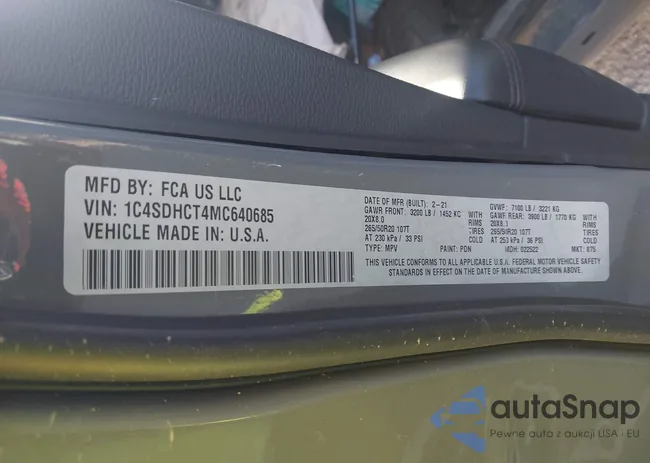 MFD BY: FCA US LLC
VIN: 1C4SDHCT4MC640685
VEHICLE MADE IN: U.S.A.
DATE OF MFR (BUILT): 2-21 GVWR: 7100 LB / 3221 KG
GAWR FRONT: 3200 LB / 1452 KG WITH GAWR REAR: 3900 LB / 1770 KG WITH
20X8.0 RIMS 20X8.1 RIMS
265/50R20 107T TIRES 265/50R20 107T TIRES
AT 230 kPa / 33 PSI COLD AT 253 kPa / 36 PSI COLD
TYPE: MPV PAINT: PDN MDH: 022522 MKT: 875
THIS VEHICLE CONFORMS TO ALL APPLICABLE U.S.A. FEDERAL MOTOR VEHICLE SAFETY
STANDARDS IN EFFECT ON THE DATE OF MANUFACTURE SHOWN ABOVE.
autaSnap
Pewne auta z aukcji USA · EU